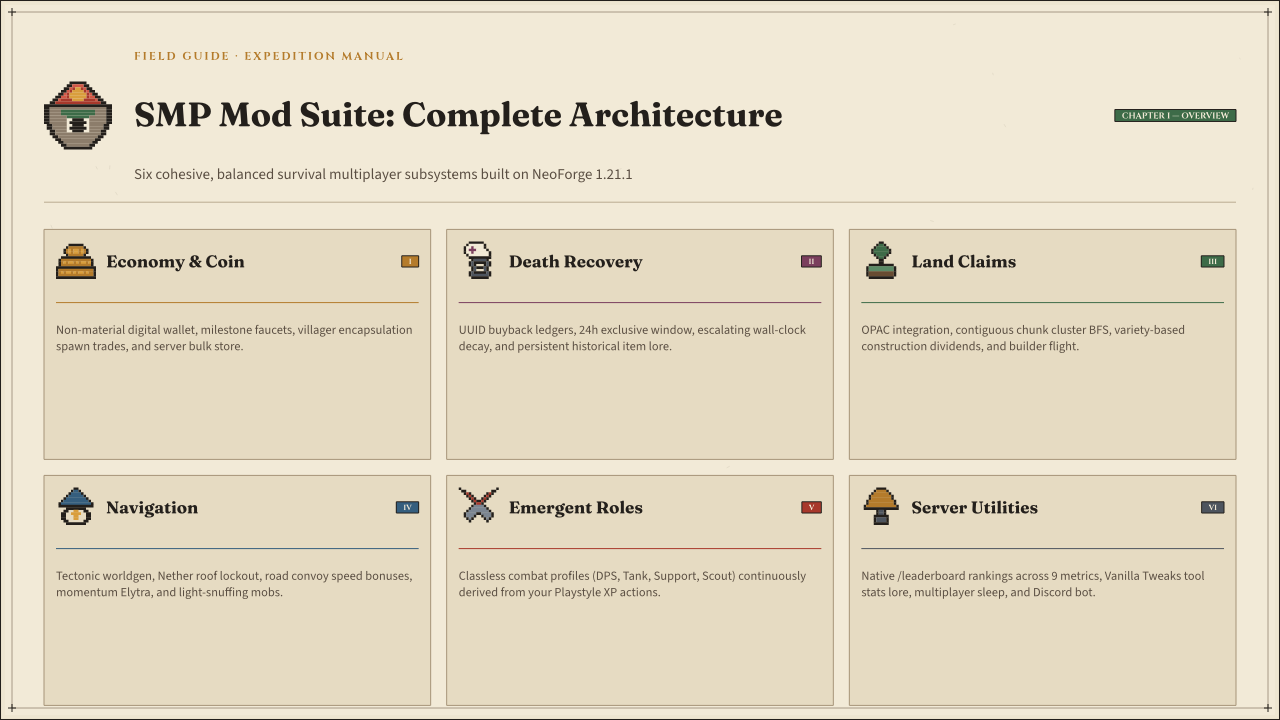 FIELD GUIDE · EXPEDITION MANUAL
SMP Mod Suite: Complete Architecture
CHAPTER I — OVERVIEW
Six cohesive, balanced survival multiplayer subsystems built on NeoForge 1.21.1
Economy & Coin
I
Non-material digital wallet, milestone faucets, villager encapsulation
spawn trades, and server bulk store.
Death Recovery
II
UUID buyback ledgers, 24h exclusive window, escalating wall-clock
decay, and persistent historical item lore.
Land Claims
III
OPAC integration, contiguous chunk cluster BFS, variety-based
construction dividends, and builder flight.
Navigation
IV
Tectonic worldgen, Nether roof lockout, road convoy speed bonuses,
momentum Elytra, and light-snuffing mobs.
Emergent Roles
V
Classless combat profiles (DPS, Tank, Support, Scout) continuously
derived from your Playstyle XP actions.
Server Utilities
VI
Native /leaderboard rankings across 9 metrics, Vanilla Tweaks tool
stats lore, multiplayer sleep, and Discord bot.